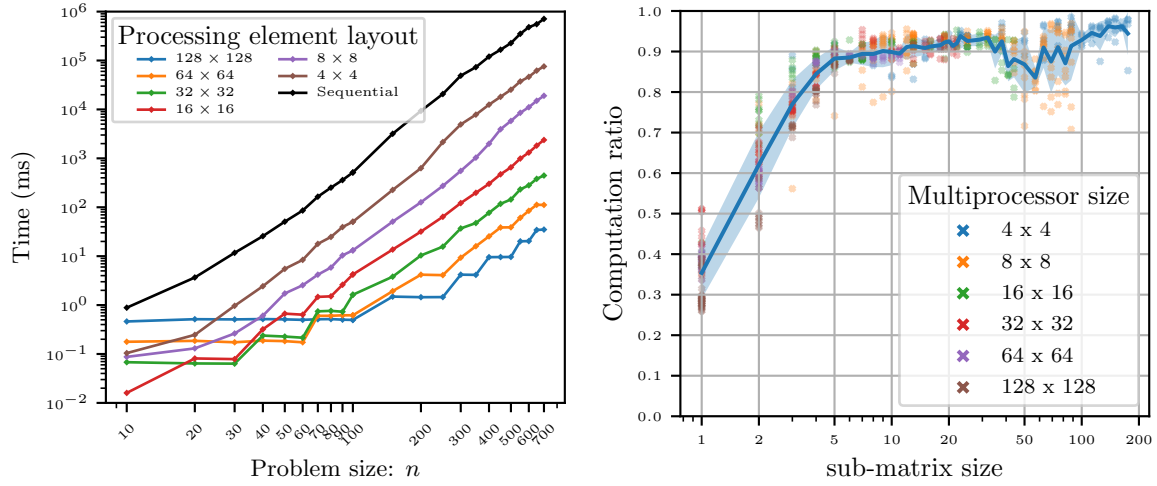 Processing element layout
128 × 128
64 × 64
32 × 32
16 × 16
8 × 8
4 × 4
Sequential
Time (ms)
10^6
10^5
10^4
10^3
10^2
10^1
10^0
10^−1
10^−2
10 20 30 40 50 60 70 80 90 100 200 300 400 500 600 700
Problem size: n
Computation ratio
1.0
0.9
0.8
0.7
0.6
0.5
0.4
0.3
0.2
0.1
0.0
Multiprocessor size
4 x 4
8 x 8
16 x 16
32 x 32
64 x 64
128 x 128
1 2 5 10 20 50 100 200
sub-matrix size